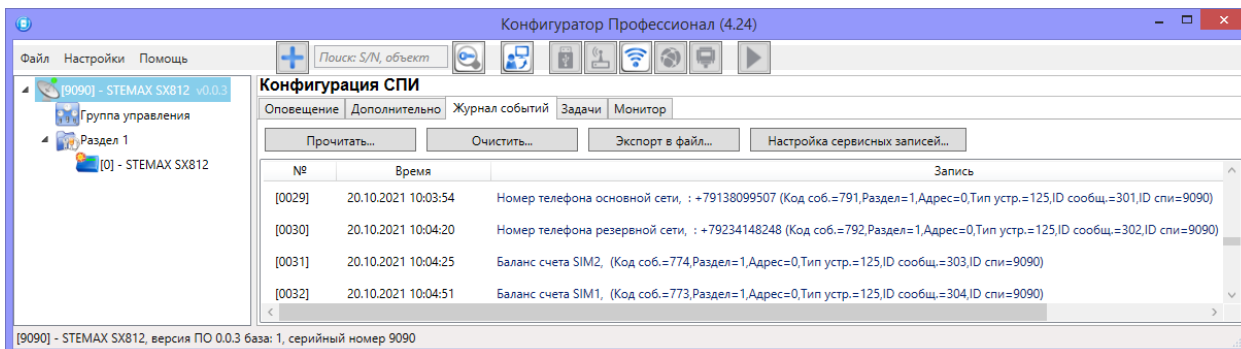 Конфигуратор Профессионал (4.24)
Файл Настройки Помощь Поиск: S/N, объект
[9090] - STEMAX SX812 v0.0.3
Группа управления
Раздел 1
[0] - STEMAX SX812
Конфигурация СПИ
Оповещение Дополнительно Журнал событий Задачи Монитор
Прочитать... Очистить... Экспорт в файл... Настройка сервисных записей...
№ Время Запись
[0029] 20.10.2021 10:03:54 Номер телефона основной сети, : +79138099507 (Код соб.=791,Раздел=1,Адрес=0,Тип устр.=125,ID сообщ.=301,ID спи=9090)
[0030] 20.10.2021 10:04:20 Номер телефона резервной сети, : +79234148248 (Код соб.=792,Раздел=1,Адрес=0,Тип устр.=125,ID сообщ.=302,ID спи=9090)
[0031] 20.10.2021 10:04:25 Баланс счета SIM2, (Код соб.=774,Раздел=1,Адрес=0,Тип устр.=125,ID сообщ.=303,ID спи=9090)
[0032] 20.10.2021 10:04:51 Баланс счета SIM1, (Код соб.=773,Раздел=1,Адрес=0,Тип устр.=125,ID сообщ.=304,ID спи=9090)
[9090] - STEMAX SX812, версия ПО 0.0.3 база: 1, серийный номер 9090